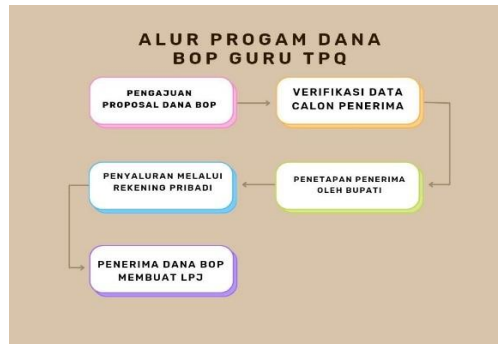 ALUR PROGAM DANA
BOP GURU TPQ
PENGAJUAN
PROPOSAL DANA BOP
VERIFIKASI DATA
CALON PENERIMA
PENETAPAN PENERIMA
OLEH BUPATI
PENYALURAN MELALUI
REKENING PRIBADI
PENERIMA DANA BOP
MEMBUAT LPJ